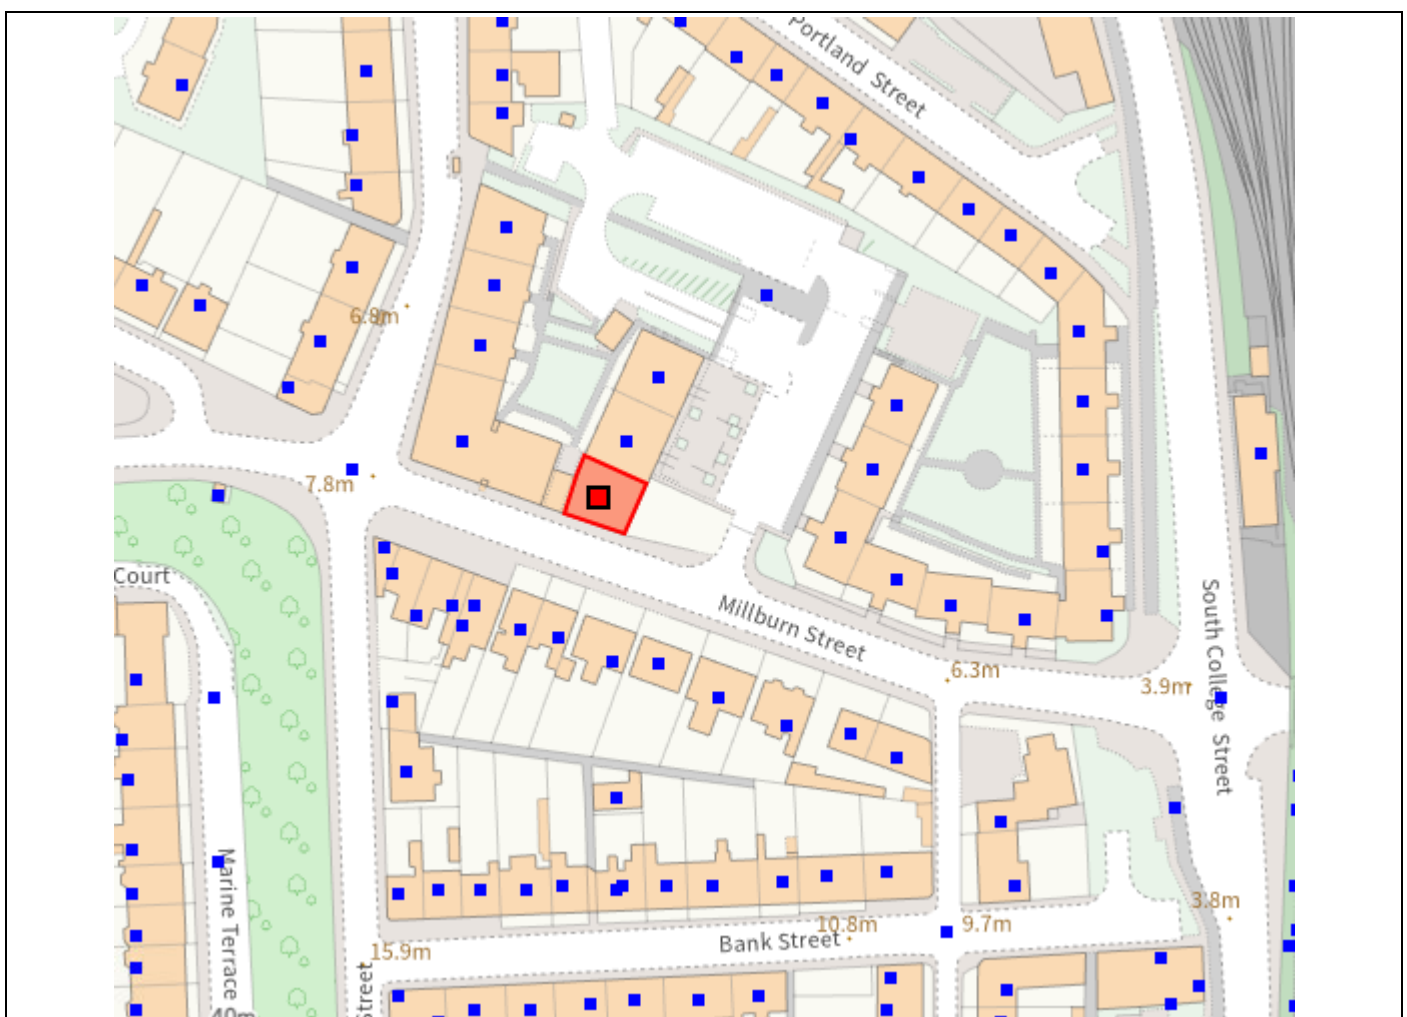 Portland Street
6.8m
7.8m
Court
Millburn Street
6.3m
3.9m
South College Street
Marine Terrace
3.8m
10.8m
9.7m
Bank Street
15.9m
Street
40m